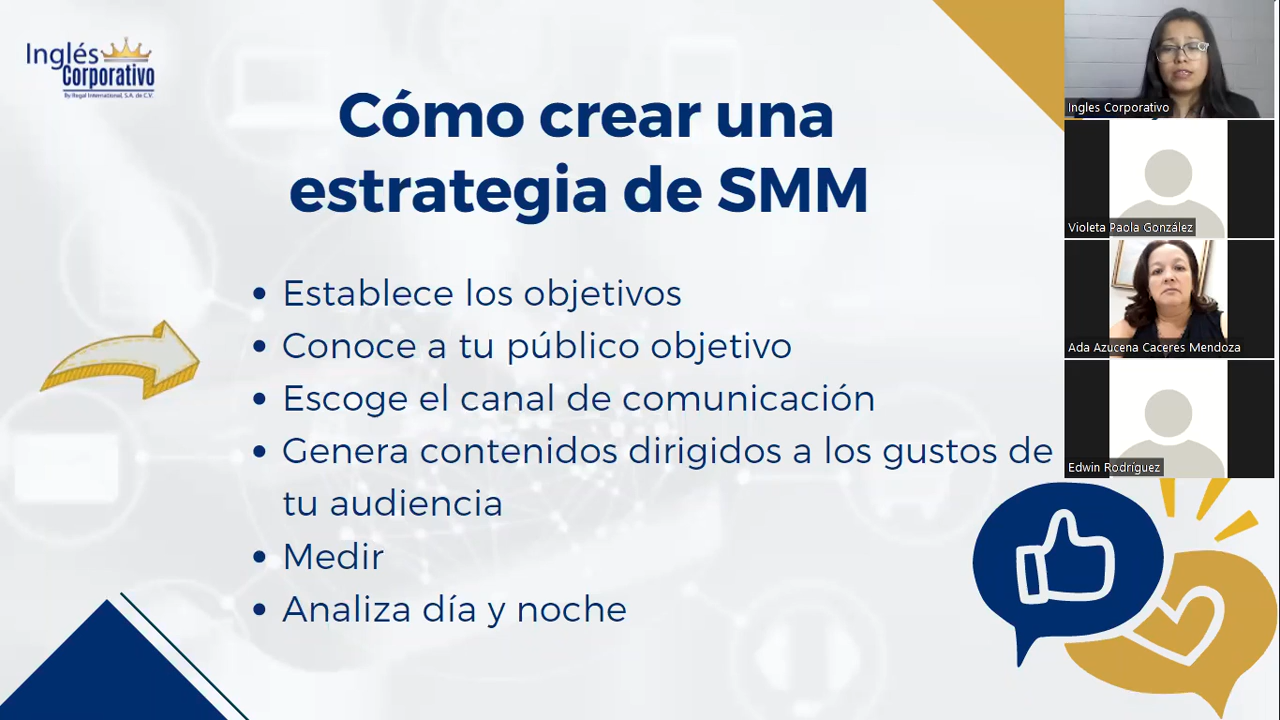 Inglés
Corporativo
By Regal International, S.A. de C.V.
Cómo crear una
estrategia de SMM
• Establece los objetivos
• Conoce a tu público objetivo
• Escoge el canal de comunicación
• Genera contenidos dirigidos a los gustos de
tu audiencia
• Medir
• Analiza día y noche
Ingles Corporativo
Violeta Paola González
Ada Azucena Caceres Mendoza
Edwin Rodríguez